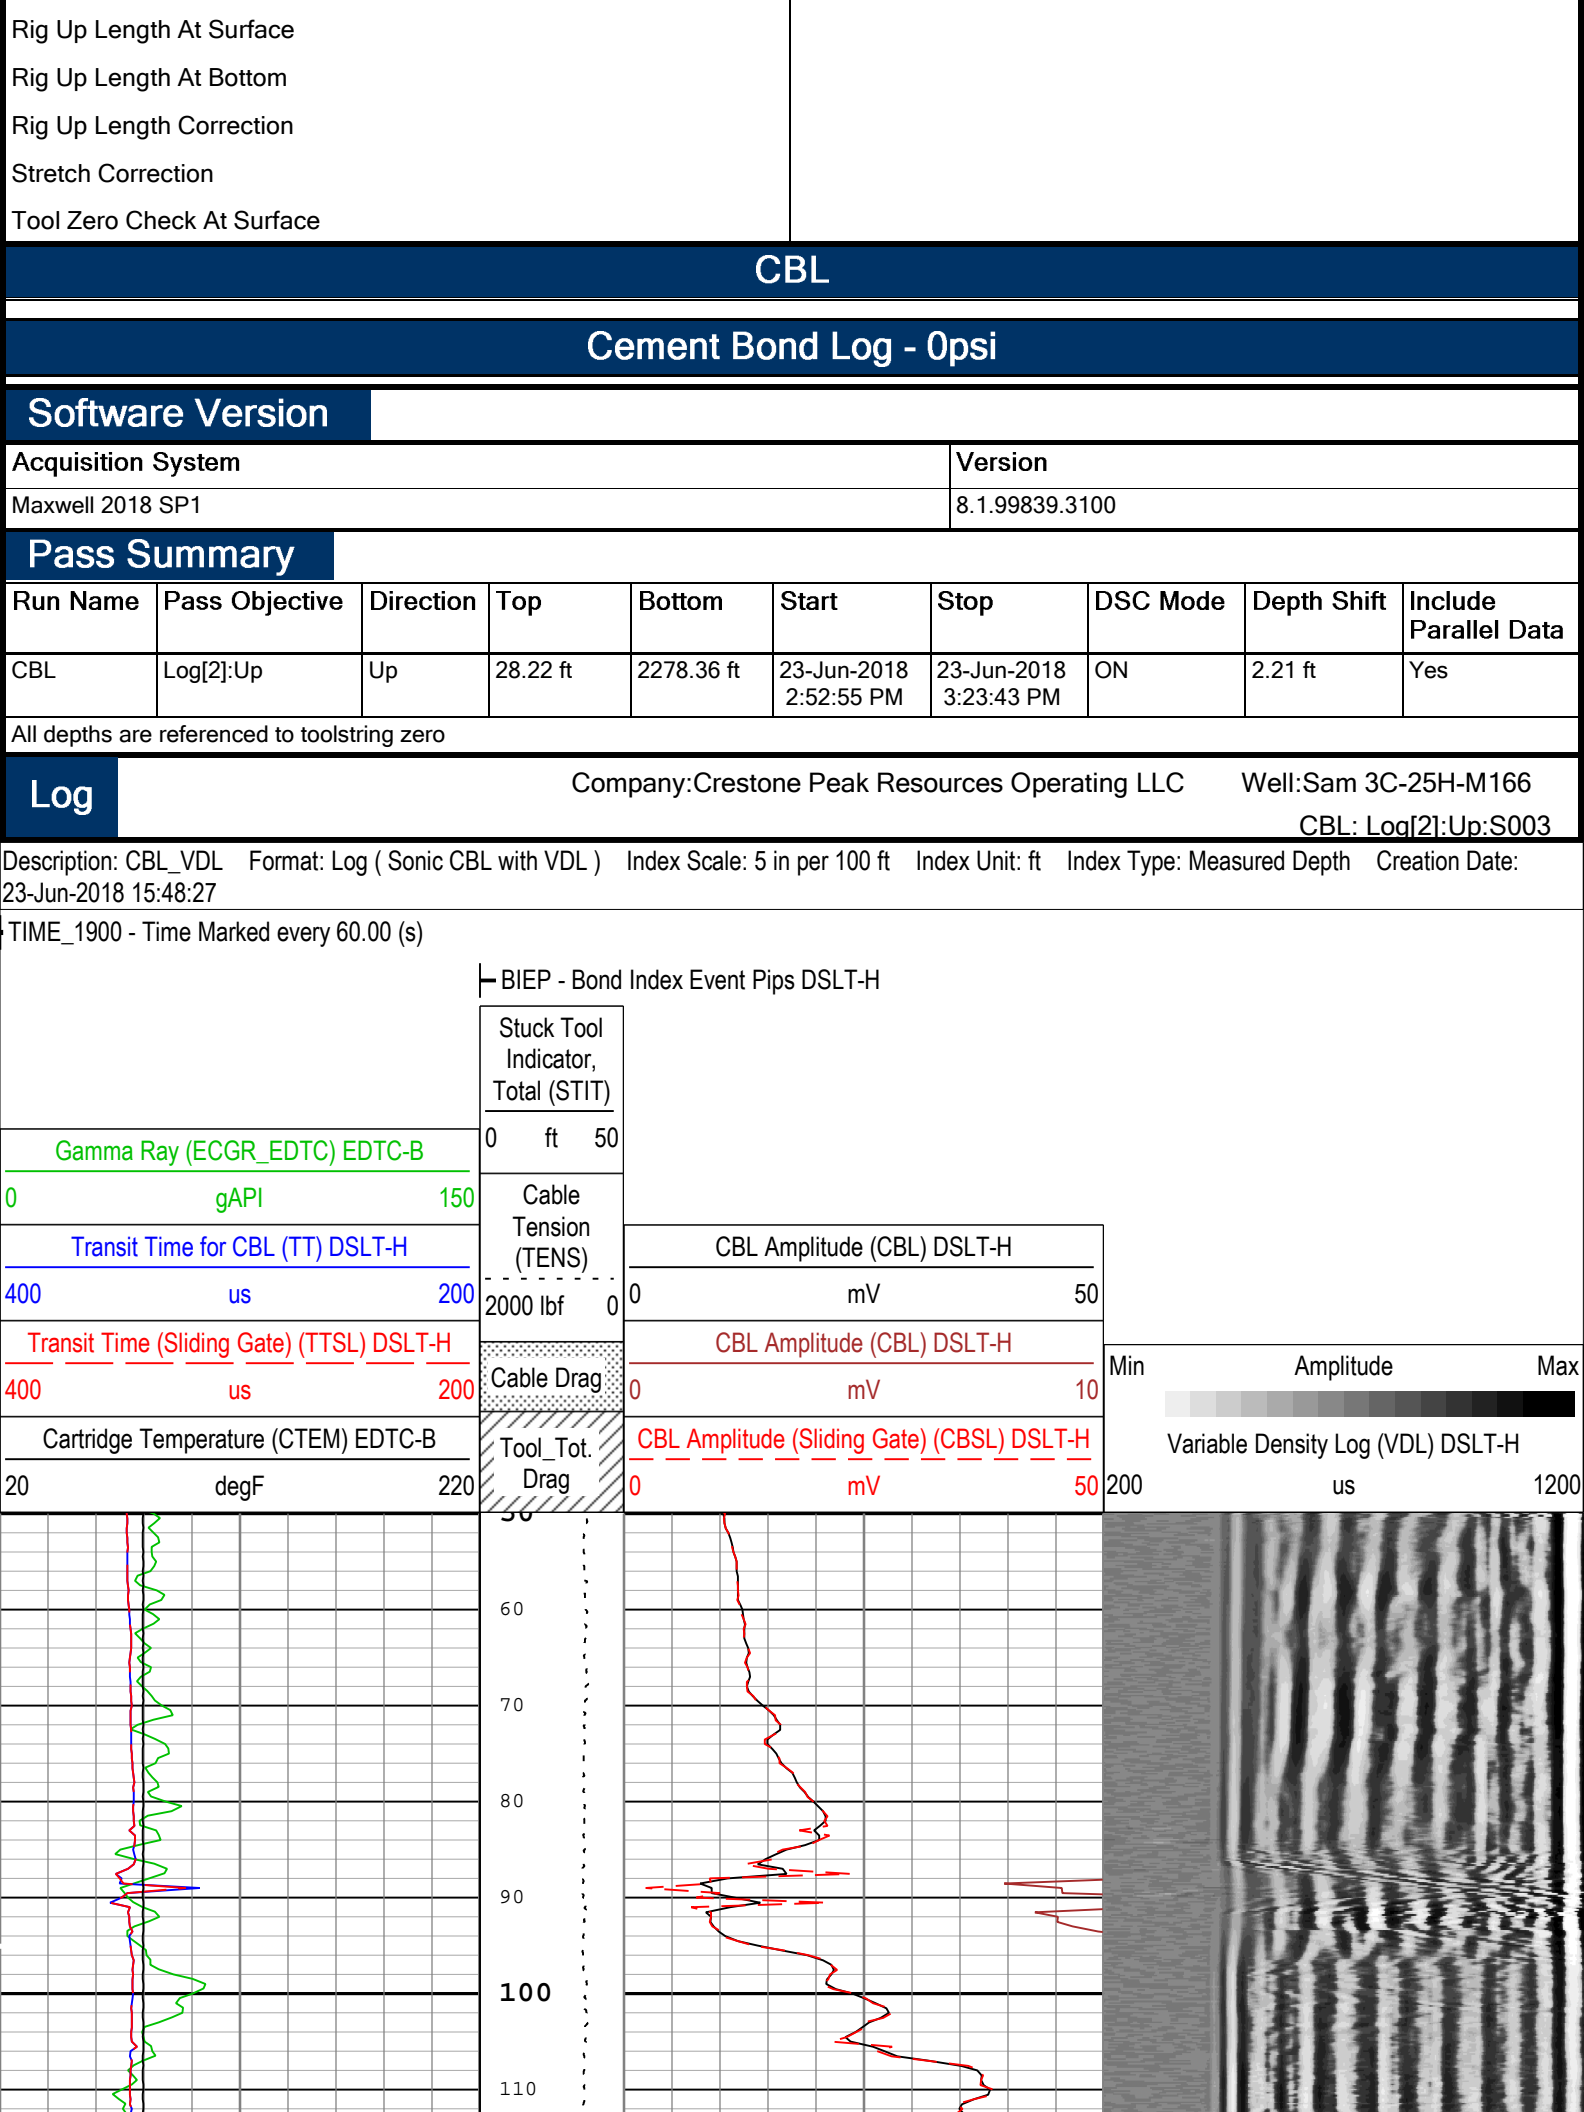 Rig Up Length At Surface
Rig Up Length At Bottom
Rig Up Length Correction
Stretch Correction
Tool Zero Check At Surface
CBL
Cement Bond Log - 0psi
Software Version
Acquisition System Version
Maxwell 2018 SP1 8.1.99839.3100
Pass Summary
Run Name Pass Objective Direction Top Bottom Start Stop DSC Mode Depth Shift Include
Parallel Data
CBL Log[2]:Up Up 28.22 ft 2278.36 ft 23-Jun-2018 23-Jun-2018 ON 2.21 ft Yes
2:52:55 PM 3:23:43 PM
All depths are referenced to toolstring zero
Log
Company:Crestone Peak Resources Operating LLC Well:Sam 3C-25H-M166
CBL: Log[2]:Up:S003
Description: CBL_VDL Format: Log ( Sonic CBL with VDL ) Index Scale: 5 in per 100 ft Index Unit: ft Index Type: Measured Depth Creation Date:
23-Jun-2018 15:48:27
TIME_1900 - Time Marked every 60.00 (s)
BIEP - Bond Index Event Pips DSLT-H
Stuck Tool
Indicator,
Total (STIT)
0 ft 50
Gamma Ray (ECGR_EDTC) EDTC-B
0 gAPI 150
Cable
Tension
(TENS)
2000 lbf 0
Transit Time for CBL (TT) DSLT-H
400 us 200
CBL Amplitude (CBL) DSLT-H
0 mV 50
Transit Time (Sliding Gate) (TTSL) DSLT-H
400 us 200
Cable Drag
CBL Amplitude (CBL) DSLT-H
0 mV 10
Min Amplitude Max
Cartridge Temperature (CTEM) EDTC-B
20 degF 220
Tool_Tot.
Drag
CBL Amplitude (Sliding Gate) (CBSL) DSLT-H
0 mV 50
Variable Density Log (VDL) DSLT-H
200 us 1200
50
60
70
80
90
100
110